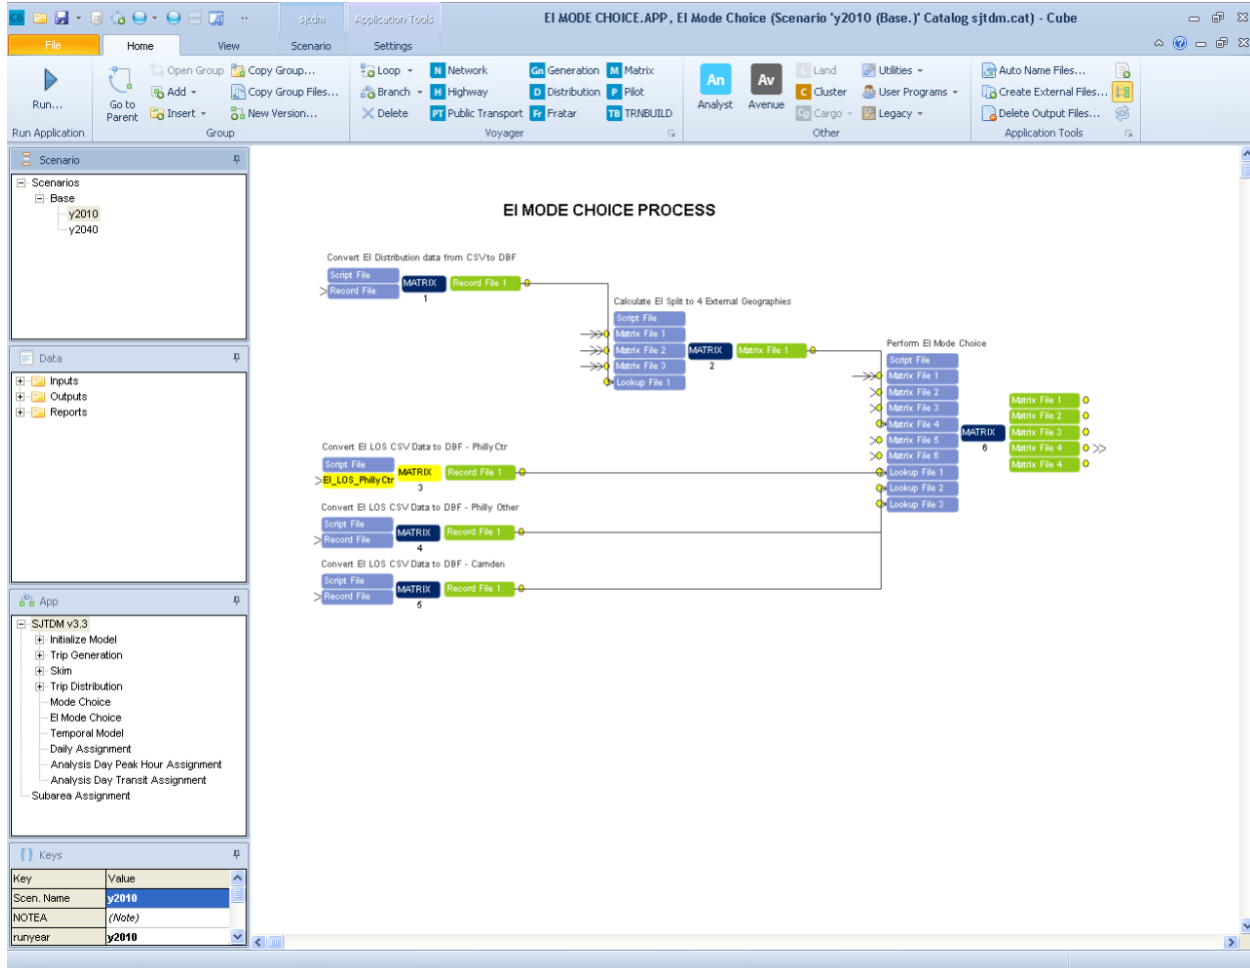 C6 sjtdm Application Tools EI MODE CHOICE.APP , EI Mode Choice (Scenario 'y2010 (Base.)' Catalog sjtdm.cat) - Cube
File Home View Scenario Settings
Run...
Run Application
Go to Parent
Open Group
Add
Insert
Copy Group...
Copy Group Files...
New Version...
Group
Loop
Branch
Delete
N Network
H Highway
PT Public Transport
Gn Generation
D Distribution
Fr Fratar
M Matrix
P Pilot
TB TRNBUILD
Voyager
An
Analyst
Av
Avenue
L Land
C Cluster
Cg Cargo
Utilities
User Programs
Legacy
Other
Auto Name Files...
Create External Files...
Delete Output Files...
Application Tools
Scenario
Scenarios
Base
y2010
y2040
Data
Inputs
Outputs
Reports
App
SJTDM v3.3
Initialize Model
Trip Generation
Skim
Trip Distribution
Mode Choice
EI Mode Choice
Temporal Model
Daily Assignment
Analysis Day Peak Hour Assignment
Analysis Day Transit Assignment
Subarea Assignment
Keys
Key Value
Scen. Name y2010
NOTEA (Note)
runyear y2010
EI MODE CHOICE PROCESS
Convert EI Distribution data from CSV to DBF
Script File
Record File
MATRIX
1
Record File 1
Calculate EI Split to 4 External Geographies
Script File
Matrix File 1
Matrix File 2
Matrix File 3
Lookup File 1
MATRIX
2
Matrix File 1
Perform EI Mode Choice
Script File
Matrix File 1
Matrix File 2
Matrix File 3
Matrix File 4
Matrix File 5
Matrix File 6
Lookup File 1
Lookup File 2
Lookup File 3
MATRIX
6
Matrix File 1
Matrix File 2
Matrix File 3
Matrix File 4
Matrix File 4
Convert EI LOS CSV Data to DBF - PhillyCtr
Script File
EI_LOS_PhillyCtr
MATRIX
3
Record File 1
Convert EI LOS CSV Data to DBF - Philly Other
Script File
Record File
MATRIX
4
Record File 1
Convert EI LOS CSV Data to DBF - Camden
Script File
Record File
MATRIX
5
Record File 1